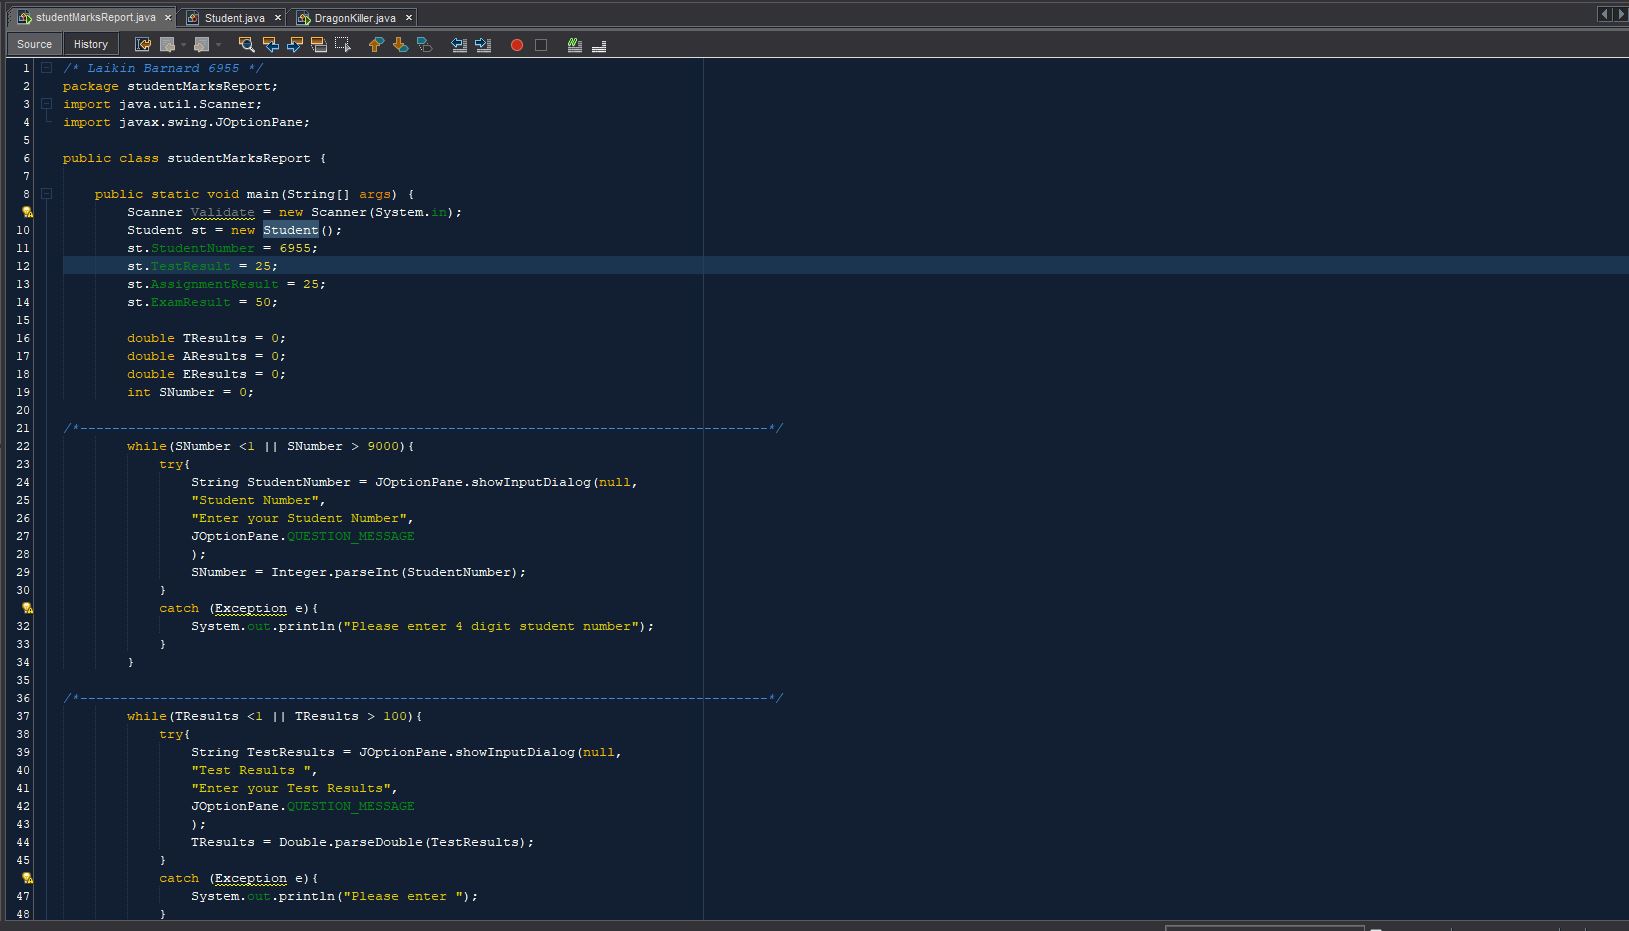 studentMarksReport.java × Student.java × DragonKiller.java ×
Source History
1 /* Laikin Barnard 6955 */
2 package studentMarksReport;
3 import java.util.Scanner;
4 import javax.swing.JOptionPane;
5
6 public class studentMarksReport {
7
8 public static void main(String[] args) {
Scanner Validate = new Scanner(System.in);
10 Student st = new Student();
11 st.StudentNumber = 6955;
12 st.TestResult = 25;
13 st.AssignmentResult = 25;
14 st.ExamResult = 50;
15
16 double TResults = 0;
17 double AResults = 0;
18 double EResults = 0;
19 int SNumber = 0;
20
21 /*--------------------------------------------------------------------------------------*/
22 while(SNumber <1 || SNumber > 9000){
23 try{
24 String StudentNumber = JOptionPane.showInputDialog(null,
25 "Student Number",
26 "Enter your Student Number",
27 JOptionPane.QUESTION_MESSAGE
28 );
29 SNumber = Integer.parseInt(StudentNumber);
30 }
catch (Exception e){
32 System.out.println("Please enter 4 digit student number");
33 }
34 }
35
36 /*--------------------------------------------------------------------------------------*/
37 while(TResults <1 || TResults > 100){
38 try{
39 String TestResults = JOptionPane.showInputDialog(null,
40 "Test Results ",
41 "Enter your Test Results",
42 JOptionPane.QUESTION_MESSAGE
43 );
44 TResults = Double.parseDouble(TestResults);
45 }
catch (Exception e){
47 System.out.println("Please enter ");
48 }